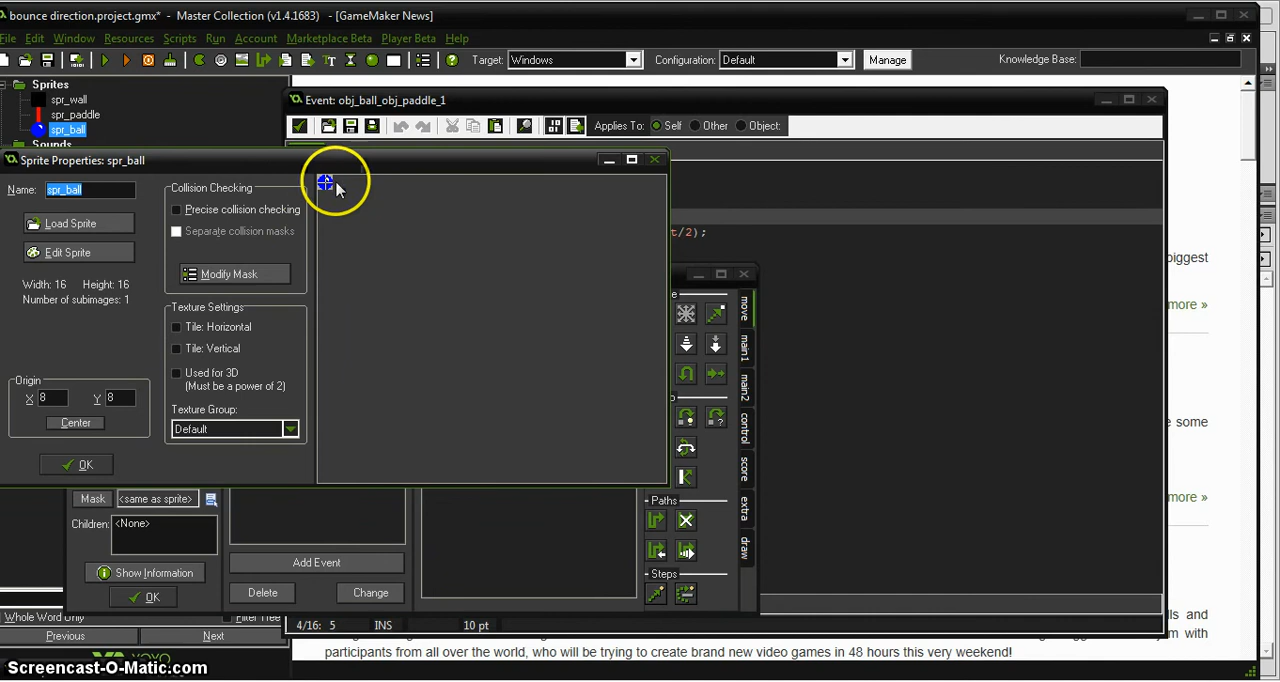 bounce direction.project.gmx* - Master Collection (v1.4.1683) - [GameMaker News]
File Edit Window Resources Scripts Run Account Marketplace Beta Player Beta Help
Target: Windows Configuration: Default Manage Knowledge Base:
Sprites
spr_wall
spr_paddle
spr_ball
Sounds
Event: obj_ball_obj_paddle_1
Applies To: Self Other Object:
t/2);
Sprite Properties: spr_ball
Name: spr_ball
Load Sprite
Edit Sprite
Width: 16 Height: 16
Number of subimages: 1
Origin
X 8 Y 8
Center
OK
Collision Checking
Precise collision checking
Separate collision masks
Modify Mask
Texture Settings
Tile: Horizontal
Tile: Vertical
Used for 3D
(Must be a power of 2)
Texture Group:
Default
move
main1
main2
control
score
extra
draw
Paths
Steps
Mask <same as sprite>
Children: <None>
Show Information
OK
Add Event
Delete Change
4/16: 5 INS 10 pt
Whole Word Only Filter Tree
Previous Next
biggest
more »
some
more »
lls and
m with
participants from all over the world, who will be trying to create brand new video games in 48 hours this very weekend!
YOYO
Screencast-O-Matic.com